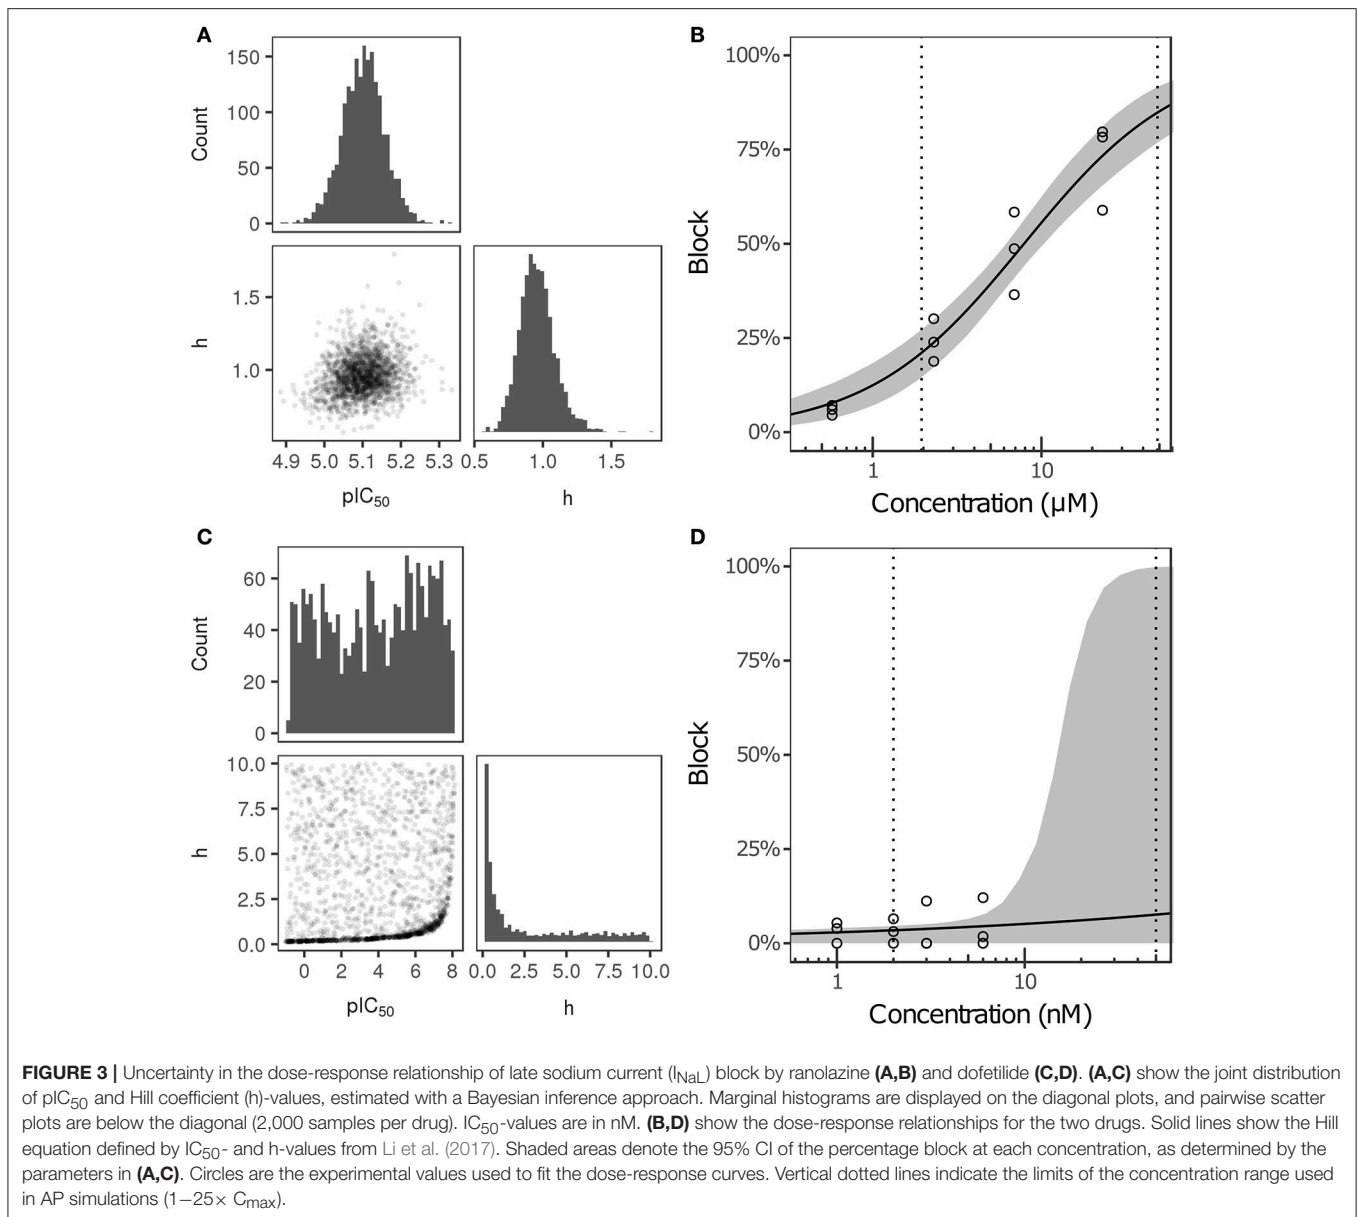 A
150
100
50
0
Count
1.5
1.0
h
4.9 5.0 5.1 5.2 5.3
pIC50
0.5 1.0 1.5
h
B
100%
75%
50%
25%
0%
Block
1 10
Concentration (µM)
C
60
40
20
0
Count
10.0
7.5
5.0
2.5
0.0
h
0 2 4 6 8
pIC50
0.0 2.5 5.0 7.5 10.0
h
D
100%
75%
50%
25%
0%
Block
1 10
Concentration (nM)
FIGURE 3 | Uncertainty in the dose-response relationship of late sodium current (INaL) block by ranolazine (A,B) and dofetilide (C,D). (A,C) show the joint distribution
of pIC50 and Hill coefficient (h)-values, estimated with a Bayesian inference approach. Marginal histograms are displayed on the diagonal plots, and pairwise scatter
plots are below the diagonal (2,000 samples per drug). IC50-values are in nM. (B,D) show the dose-response relationships for the two drugs. Solid lines show the Hill
equation defined by IC50- and h-values from Li et al. (2017). Shaded areas denote the 95% CI of the percentage block at each concentration, as determined by the
parameters in (A,C). Circles are the experimental values used to fit the dose-response curves. Vertical dotted lines indicate the limits of the concentration range used
in AP simulations (1–25× Cmax).